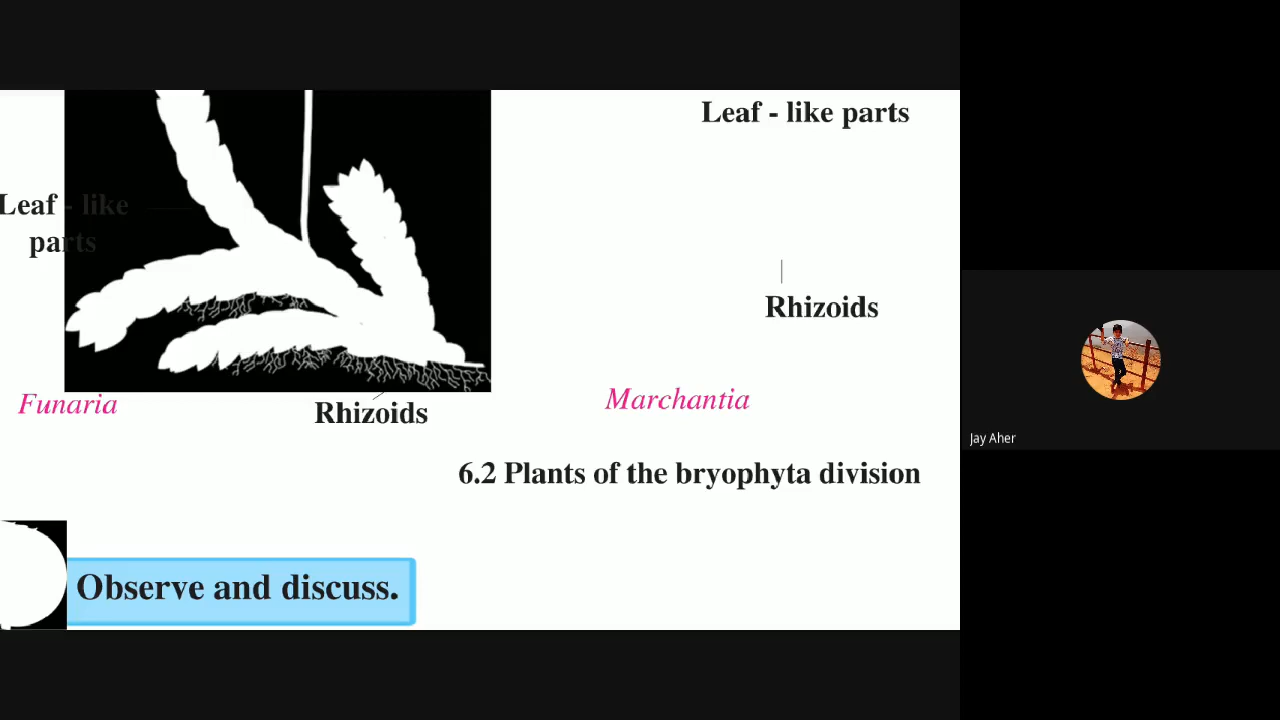 Leaf - like parts
Leaf - like
parts
Rhizoids
Funaria
Rhizoids
Marchantia
6.2 Plants of the bryophyta division
Observe and discuss.
Jay Aher